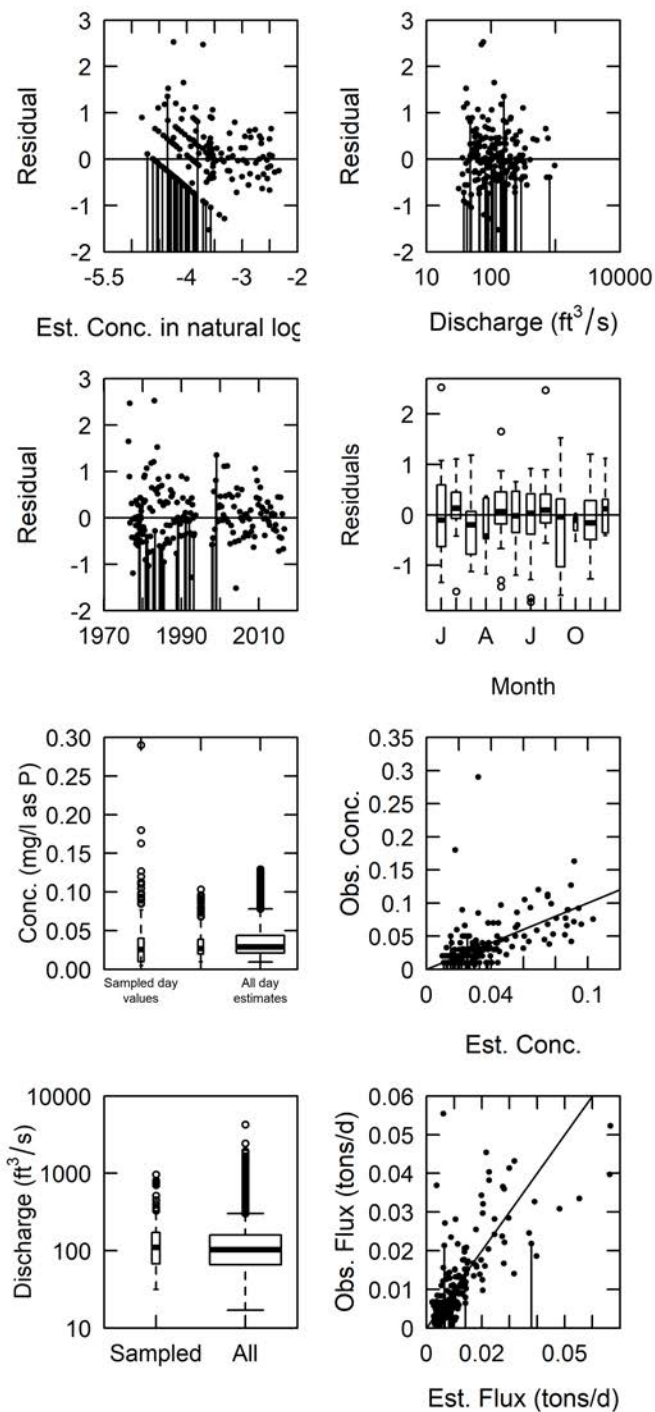 3
2
1
0
-1
-2
Residual
-5.5 -4 -3 -2
Est. Conc. in natural log
3
2
1
0
-1
-2
Residual
10 100 10000
Discharge (ft³/s)
3
2
1
0
-1
-2
Residual
1970 1990 2010
2
1
0
-1
Residuals
J A J O
Month
0.30
0.25
0.20
0.15
0.10
0.05
0.00
Conc. (mg/l as P)
Sampled day values
All day estimates
0.35
0.3
0.25
0.2
0.15
0.1
0.05
0
Obs. Conc.
0 0.04 0.1
Est. Conc.
10000
1000
100
10
Discharge (ft³/s)
Sampled All
0.06
0.05
0.04
0.03
0.02
0.01
0
Obs. Flux (tons/d)
0 0.02 0.05
Est. Flux (tons/d)